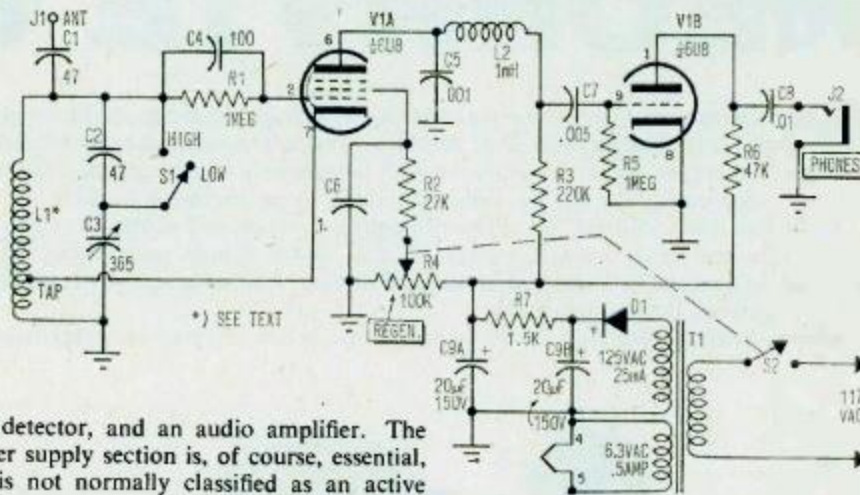 J1 ANT
C1
47
C4 100
R1
1MEG
2
6
7
V1A
½6U8
C5
.001
L2
1mH
C7
.005
9
1
8
V1B
½6U8
C8
.01
J2
PHONES
C2
47
HIGH
S1 LOW
L1*
C3
365
TAP
C6
.1
R2
27K
R3
220K
R5
1MEG
R6
47K
R4
100K
REGEN.
*) SEE TEXT
R7
1.5K
D1
C9A +
20µF
150V
C9B +
20µF
150V
125VAC
25mA
T1
S2
117
VAC
4
5
6.3VAC
.5AMP
detector, and an audio amplifier. The
er supply section is, of course, essential,
is not normally classified as an active